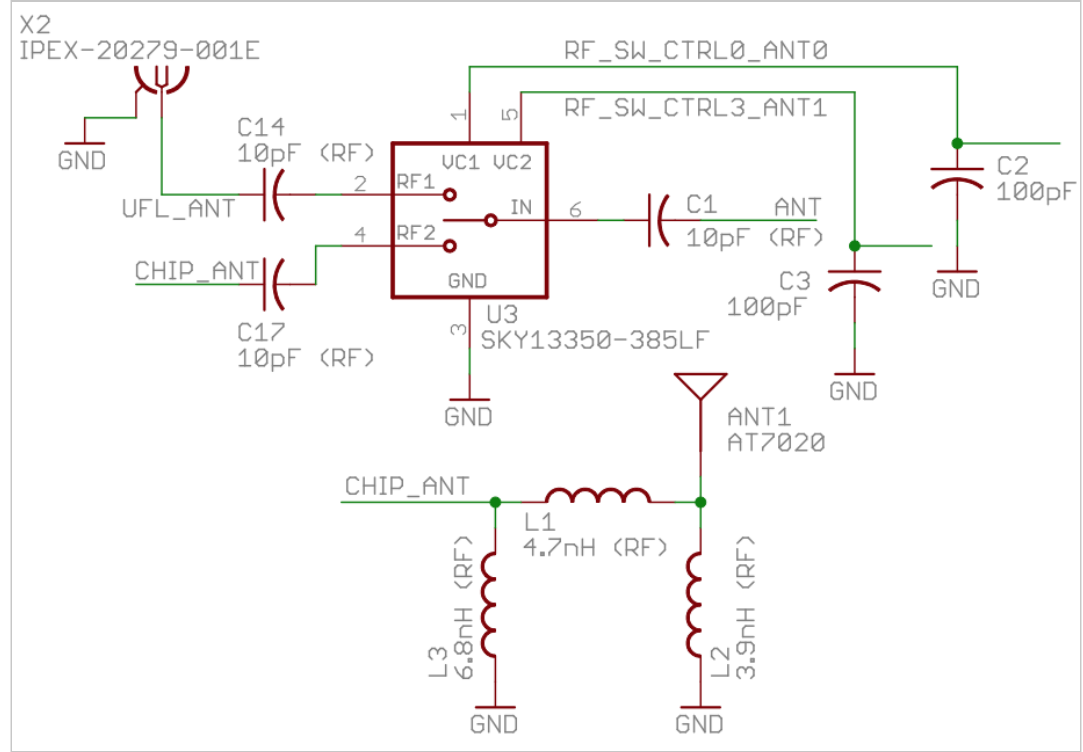 X2
IPEX-20279-001E
RF_SW_CTRL0_ANT0
RF_SW_CTRL3_ANT1
GND
C14
10pF (RF)
UFL_ANT
1
5
VC1 VC2
2
RF1
IN
6
4
RF2
GND
C1
ANT
10pF (RF)
C2
100pF
GND
CHIP_ANT
C17
10pF (RF)
3
U3
SKY13350-385LF
GND
C3
100pF
GND
ANT1
AT7020
CHIP_ANT
L1
4.7nH (RF)
L3
6.8nH (RF)
L2
3.9nH (RF)
GND
GND